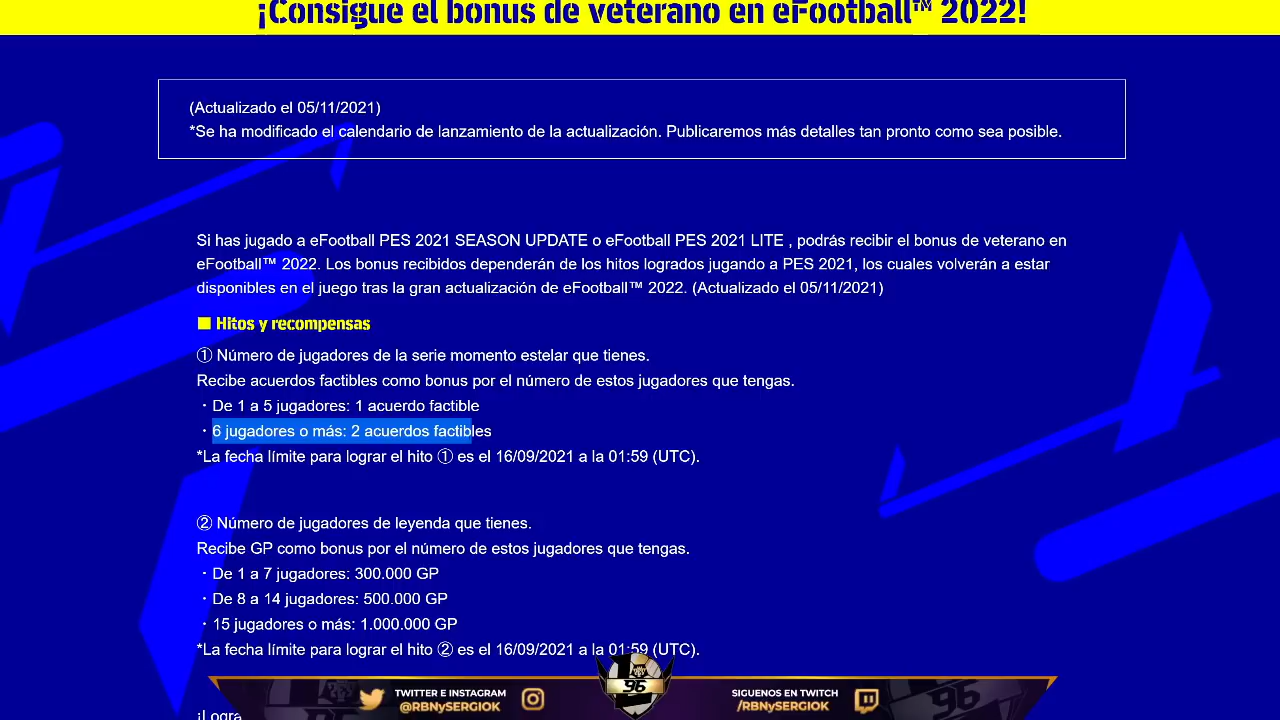 ¡Consigue el bonus de veterano en eFootball™ 2022!
(Actualizado el 05/11/2021)
*Se ha modificado el calendario de lanzamiento de la actualización. Publicaremos más detalles tan pronto como sea posible.
Si has jugado a eFootball PES 2021 SEASON UPDATE o eFootball PES 2021 LITE , podrás recibir el bonus de veterano en
eFootball™ 2022. Los bonus recibidos dependerán de los hitos logrados jugando a PES 2021, los cuales volverán a estar
disponibles en el juego tras la gran actualización de eFootball™ 2022. (Actualizado el 05/11/2021)
■ Hitos y recompensas
① Número de jugadores de la serie momento estelar que tienes.
Recibe acuerdos factibles como bonus por el número de estos jugadores que tengas.
・De 1 a 5 jugadores: 1 acuerdo factible
・6 jugadores o más: 2 acuerdos factibles
*La fecha límite para lograr el hito ① es el 16/09/2021 a la 01:59 (UTC).
② Número de jugadores de leyenda que tienes.
Recibe GP como bonus por el número de estos jugadores que tengas.
・De 1 a 7 jugadores: 300.000 GP
・De 8 a 14 jugadores: 500.000 GP
・15 jugadores o más: 1.000.000 GP
*La fecha límite para lograr el hito ② es el 16/09/2021 a la 01:59 (UTC).
TWITTER E INSTAGRAM
@RBNySERGIOK
96
SIGUENOS EN TWITCH
/RBNySERGIOK
¡Logra